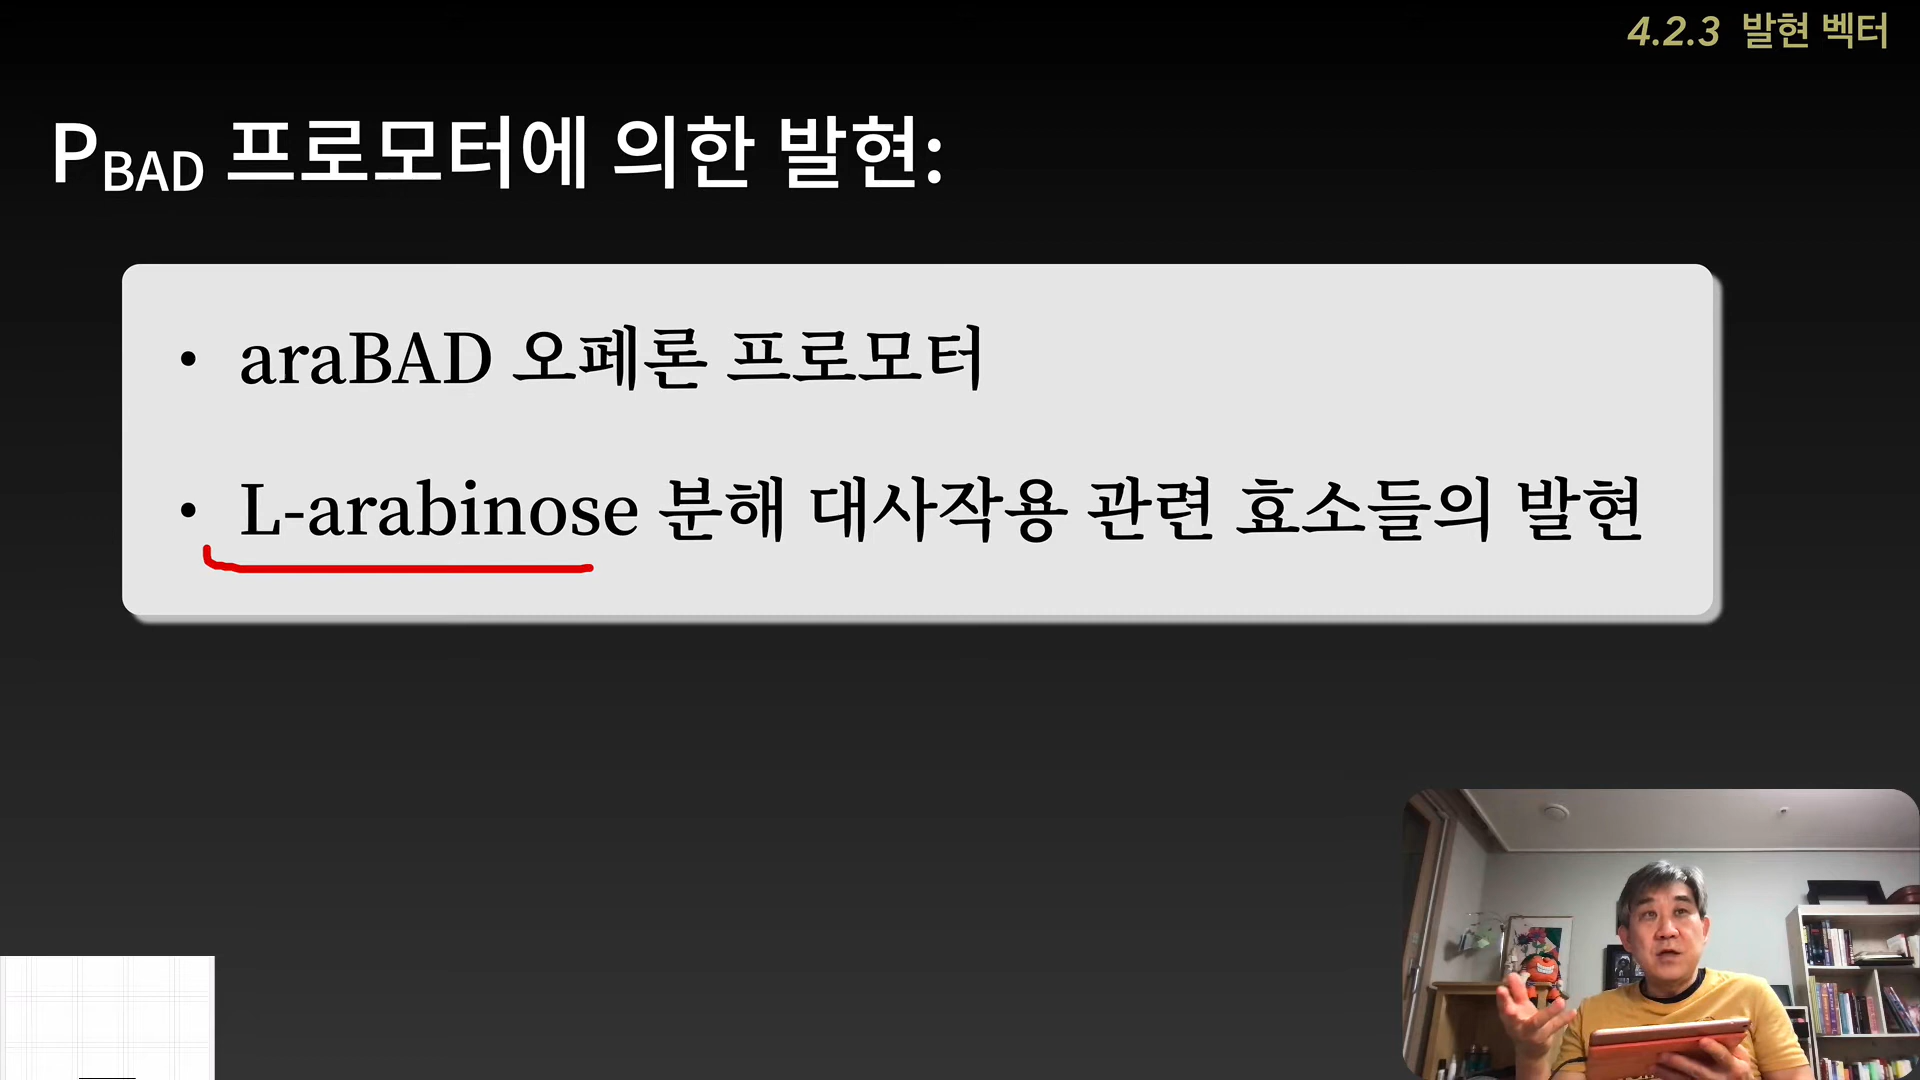 4.2.3 발현 벡터
PBAD 프로모터에 의한 발현:
• araBAD 오페론 프로모터
• L-arabinose 분해 대사작용 관련 효소들의 발현